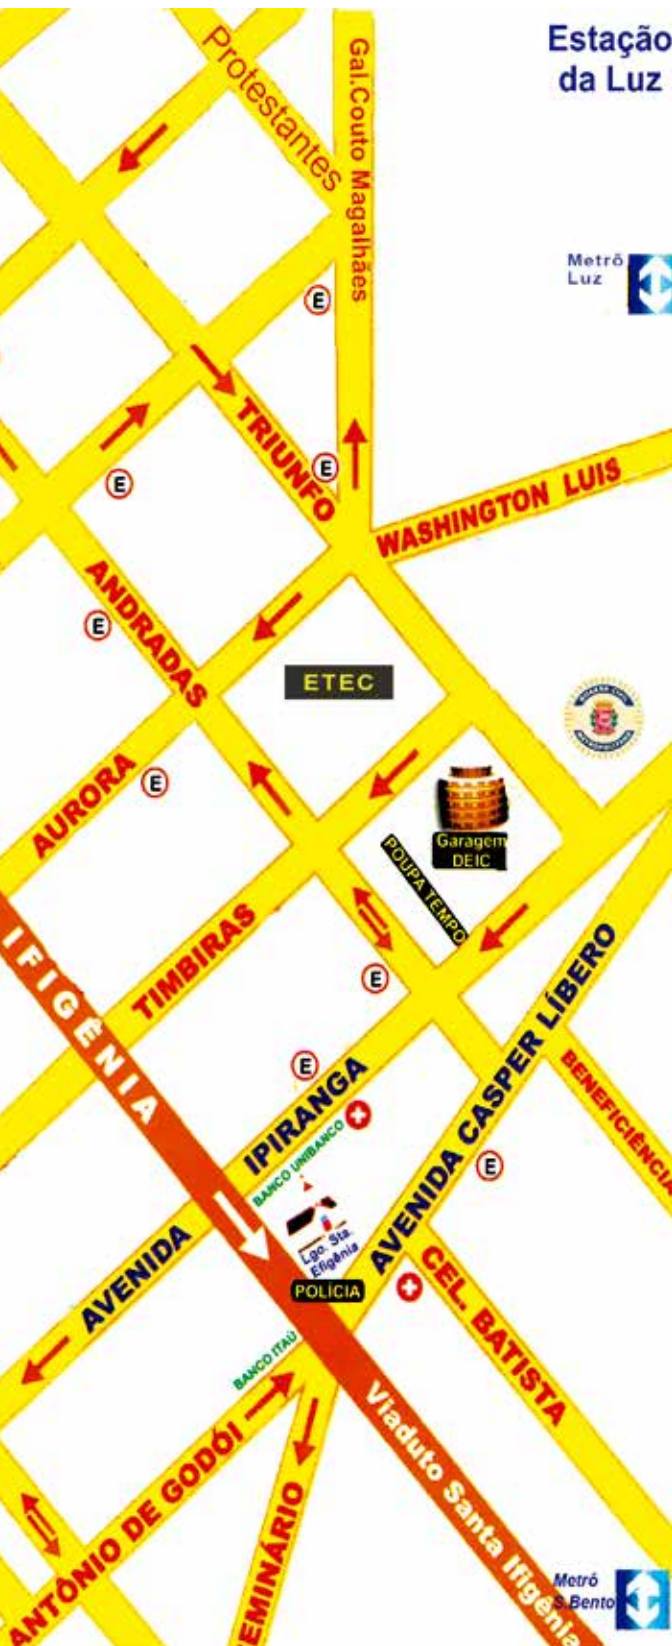 Estação
da Luz
Protestantes
Gal.Couto Magalhães
Metrô
Luz
E
E
TRIUNFO
E
WASHINGTON LUIS
ANDRADAS
E
ETEC
AURORA
E
Garagem
DEIC
POUPA TEMPO
TIMBIRAS
IFIGÊNIA
E
AVENIDA CASPER LÍBERO
BENEFICIÊNCIA
E
AVENIDA IPIRANGA
BANCO UNIBANCO
E
Lgo. Sta.
Efigênia
POLÍCIA
CEL. BATISTA
BANCO ITAÚ
Viaduto Santa Ifigênia
ANTÔNIO DE GODÓI
EMINÁRIO
Metrô
S.Bento